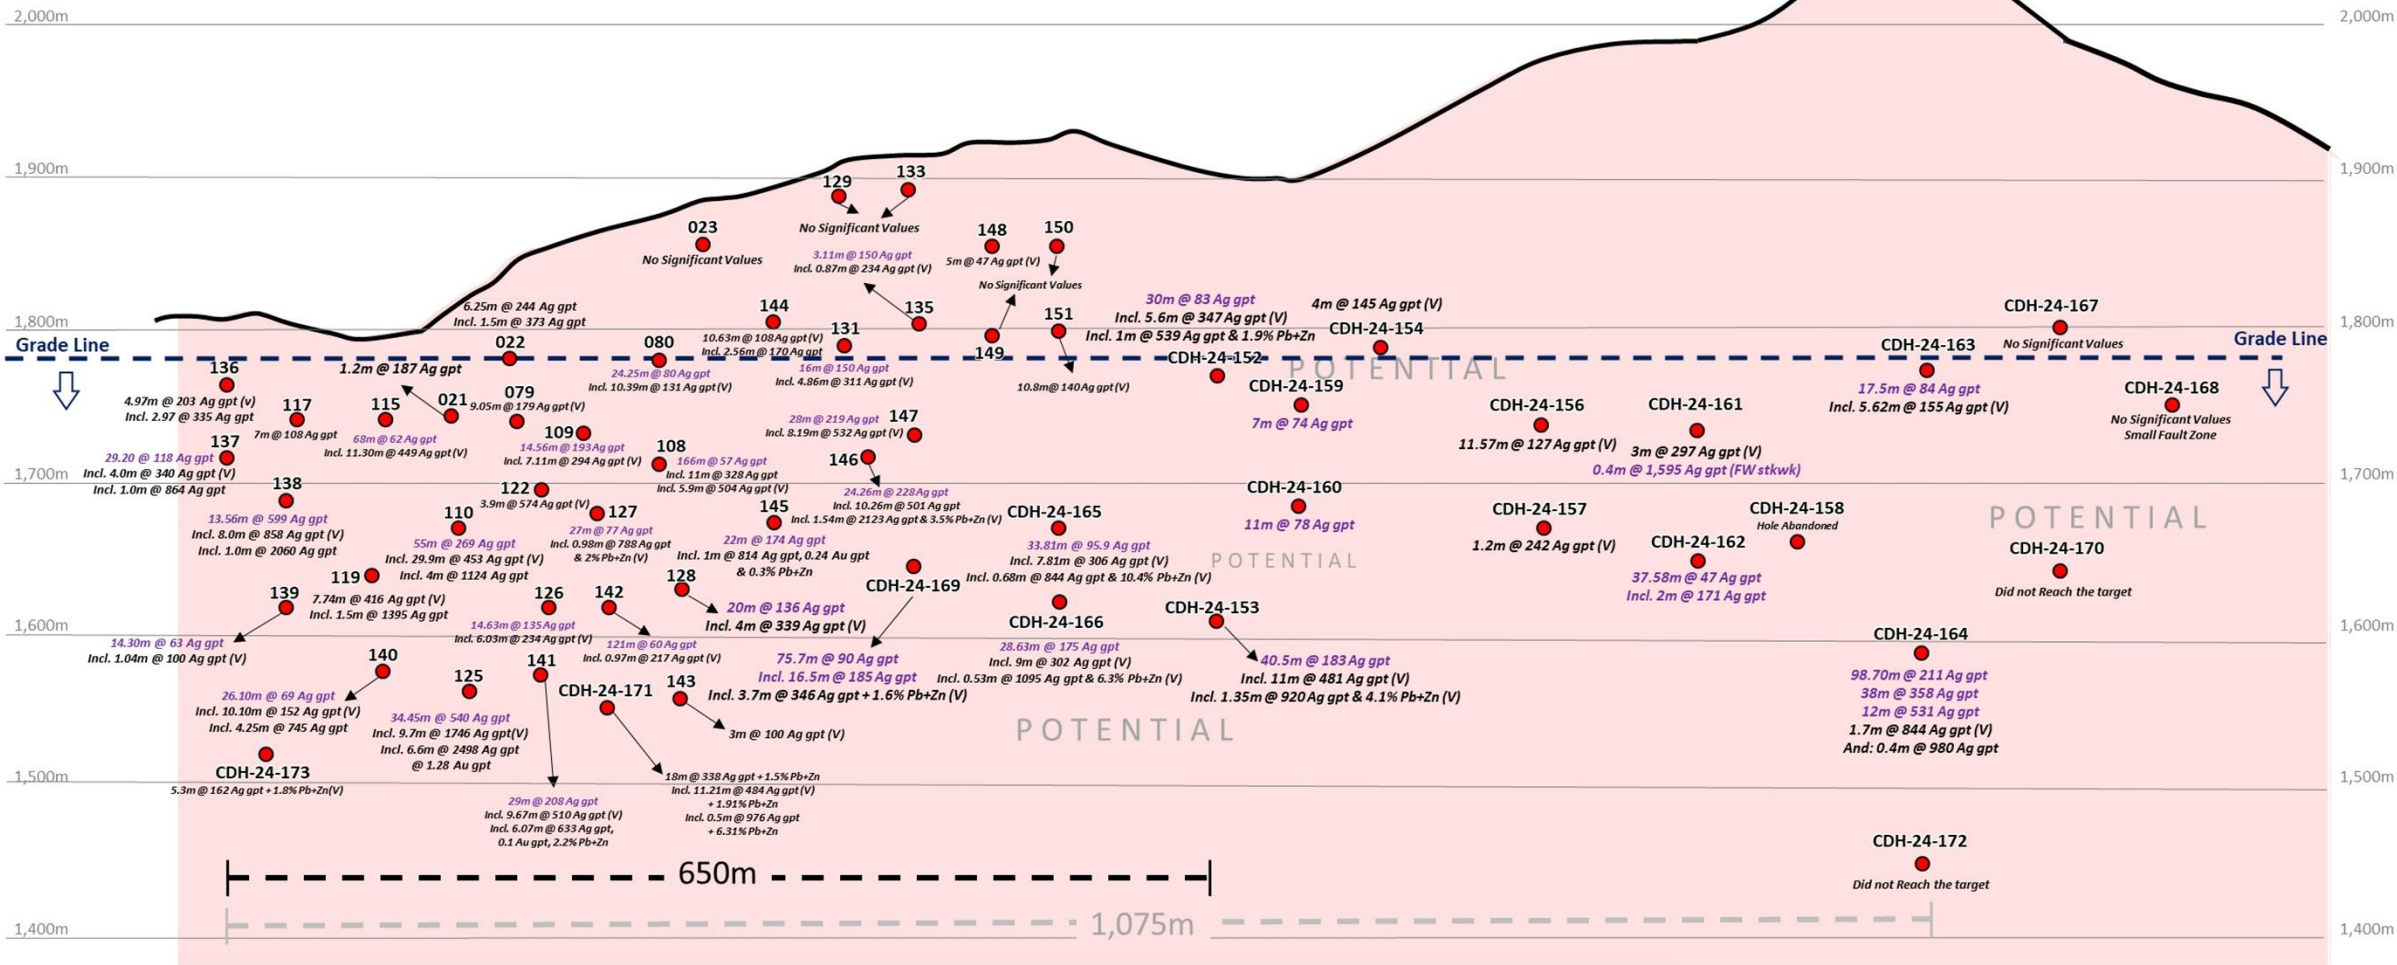 2,000m
2,000m
1,900m
1,900m
129
133
No Significant Values
023
No Significant Values
148
5m @ 47 Ag gpt (V)
150
No Significant Values
3.11m @ 150 Ag gpt
Incl. 0.87m @ 234 Ag gpt (V)
135
149
151
10.8m @ 140 Ag gpt (V)
144
10.63m @ 108 Ag gpt (V)
Incl. 2.56m @ 170 Ag gpt
131
16m @ 150 Ag gpt
Incl. 4.86m @ 311 Ag gpt (V)
30m @ 83 Ag gpt
Incl. 5.6m @ 347 Ag gpt (V)
Incl. 1m @ 539 Ag gpt & 1.9% Pb+Zn
CDH-24-152
4m @ 145 Ag gpt (V)
CDH-24-154
POTENTIAL
CDH-24-167
No Significant Values
1,800m
1,800m
Grade Line
Grade Line
6.25m @ 244 Ag gpt
Incl. 1.5m @ 373 Ag gpt
022
080
24.25m @ 80 Ag gpt
Incl. 10.39m @ 131 Ag gpt (V)
136
4.97m @ 203 Ag gpt (v)
Incl. 2.97 @ 335 Ag gpt
1.2m @ 187 Ag gpt
021
117
7m @ 108 Ag gpt
115
68m @ 62 Ag gpt
Incl. 11.30m @ 449 Ag gpt (V)
079
9.05m @ 179 Ag gpt (V)
109
14.56m @ 193 Ag gpt
Incl. 7.11m @ 294 Ag gpt (V)
108
166m @ 57 Ag gpt
Incl. 11m @ 328 Ag gpt
Incl. 5.9m @ 504 Ag gpt (V)
28m @ 219 Ag gpt
Incl. 8.19m @ 532 Ag gpt (V)
147
146
24.26m @ 228 Ag gpt
Incl. 10.26m @ 501 Ag gpt
Incl. 1.54m @ 2123 Ag gpt & 3.5% Pb+Zn (V)
CDH-24-159
7m @ 74 Ag gpt
CDH-24-156
11.57m @ 127 Ag gpt (V)
CDH-24-161
3m @ 297 Ag gpt (V)
0.4m @ 1,595 Ag gpt (FW stkwk)
CDH-24-163
17.5m @ 84 Ag gpt
Incl. 5.62m @ 155 Ag gpt (V)
CDH-24-168
No Significant Values
Small Fault Zone
137
29.20 @ 118 Ag gpt
Incl. 4.0m @ 340 Ag gpt (V)
Incl. 1.0m @ 864 Ag gpt
1,700m
1,700m
138
13.56m @ 599 Ag gpt
Incl. 8.0m @ 858 Ag gpt (V)
Incl. 1.0m @ 2060 Ag gpt
122
3.9m @ 574 Ag gpt (V)
110
55m @ 269 Ag gpt
Incl. 29.9m @ 453 Ag gpt (V)
Incl. 4m @ 1124 Ag gpt
127
27m @ 77 Ag gpt
Incl. 0.98m @ 788 Ag gpt
& 2% Pb+Zn (V)
145
22m @ 174 Ag gpt
Incl. 1m @ 814 Ag gpt, 0.24 Au gpt
& 0.3% Pb+Zn
CDH-24-165
33.81m @ 95.9 Ag gpt
Incl. 7.81m @ 306 Ag gpt (V)
Incl. 0.68m @ 844 Ag gpt & 10.4% Pb+Zn (V)
CDH-24-160
11m @ 78 Ag gpt
POTENTIAL
CDH-24-157
1.2m @ 242 Ag gpt (V)
CDH-24-158
Hole Abandoned
CDH-24-162
37.58m @ 47 Ag gpt
Incl. 2m @ 171 Ag gpt
POTENTIAL
CDH-24-170
Did not Reach the target
119
7.74m @ 416 Ag gpt (V)
Incl. 1.5m @ 1395 Ag gpt
139
14.30m @ 63 Ag gpt
Incl. 1.04m @ 100 Ag gpt (V)
126
14.63m @ 135 Ag gpt
Incl. 6.03m @ 234 Ag gpt (V)
142
121m @ 60 Ag gpt
Incl. 0.97m @ 217 Ag gpt (V)
128
20m @ 136 Ag gpt
Incl. 4m @ 339 Ag gpt (V)
CDH-24-169
75.7m @ 90 Ag gpt
Incl. 16.5m @ 185 Ag gpt
Incl. 3.7m @ 346 Ag gpt + 1.6% Pb+Zn (V)
CDH-24-166
28.63m @ 175 Ag gpt
Incl. 9m @ 302 Ag gpt (V)
Incl. 0.53m @ 1095 Ag gpt & 6.3% Pb+Zn (V)
CDH-24-153
40.5m @ 183 Ag gpt
Incl. 11m @ 481 Ag gpt (V)
Incl. 1.35m @ 920 Ag gpt & 4.1% Pb+Zn (V)
1,600m
1,600m
CDH-24-164
98.70m @ 211 Ag gpt
38m @ 358 Ag gpt
12m @ 531 Ag gpt
1.7m @ 844 Ag gpt (V)
And: 0.4m @ 980 Ag gpt
140
26.10m @ 69 Ag gpt
Incl. 10.10m @ 152 Ag gpt (V)
Incl. 4.25m @ 745 Ag gpt
125
34.45m @ 540 Ag gpt
Incl. 9.7m @ 1746 Ag gpt(V)
Incl. 6.6m @ 2498 Ag gpt
@ 1.28 Au gpt
141
29m @ 208 Ag gpt
Incl. 9.67m @ 510 Ag gpt (V)
Incl. 6.07m @ 633 Ag gpt,
0.1 Au gpt, 2.2% Pb+Zn
CDH-24-171
18m @ 338 Ag gpt + 1.5% Pb+Zn
Incl. 11.21m @ 484 Ag gpt (V)
+ 1.91% Pb+Zn
Incl. 0.5m @ 976 Ag gpt
+ 6.31% Pb+Zn
143
3m @ 100 Ag gpt (V)
POTENTIAL
CDH-24-173
5.3m @ 162 Ag gpt + 1.8% Pb+Zn(V)
1,500m
1,500m
CDH-24-172
Did not Reach the target
650m
1,075m
1,400m
1,400m